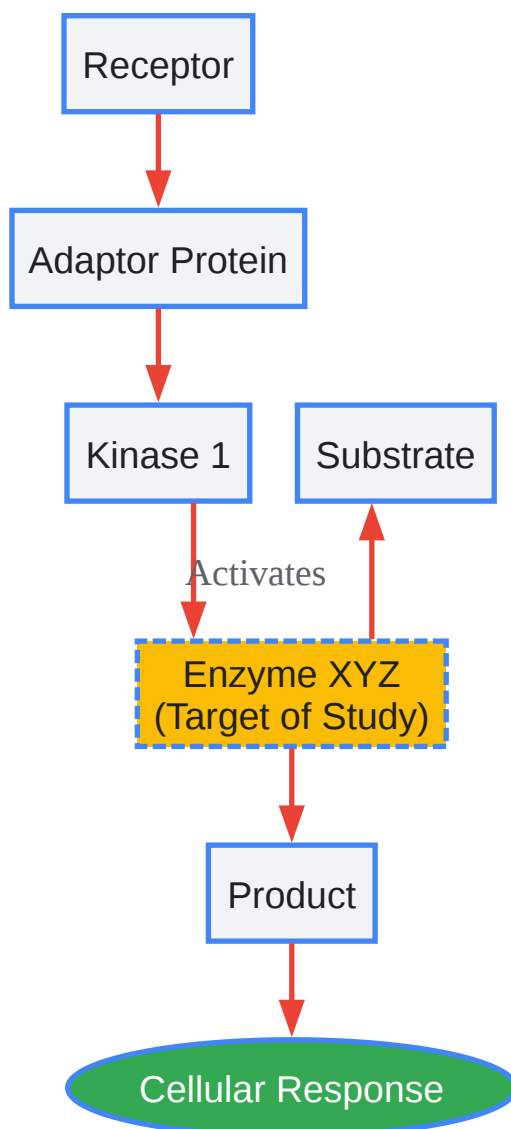 Receptor
Adaptor Protein
Kinase 1
Substrate
Activates
Enzyme XYZ
(Target of Study)
Product
Cellular Response